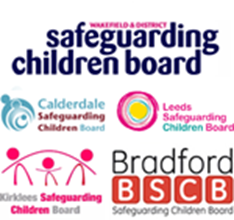 WAKEFIELD & DISTRICT
safeguarding
children board
Calderdale
Safeguarding
Children Board
Leeds
Safeguarding
Children Board
Kirklees Safeguarding
Children Board
Bradford
BSCB
Safeguarding Children Board